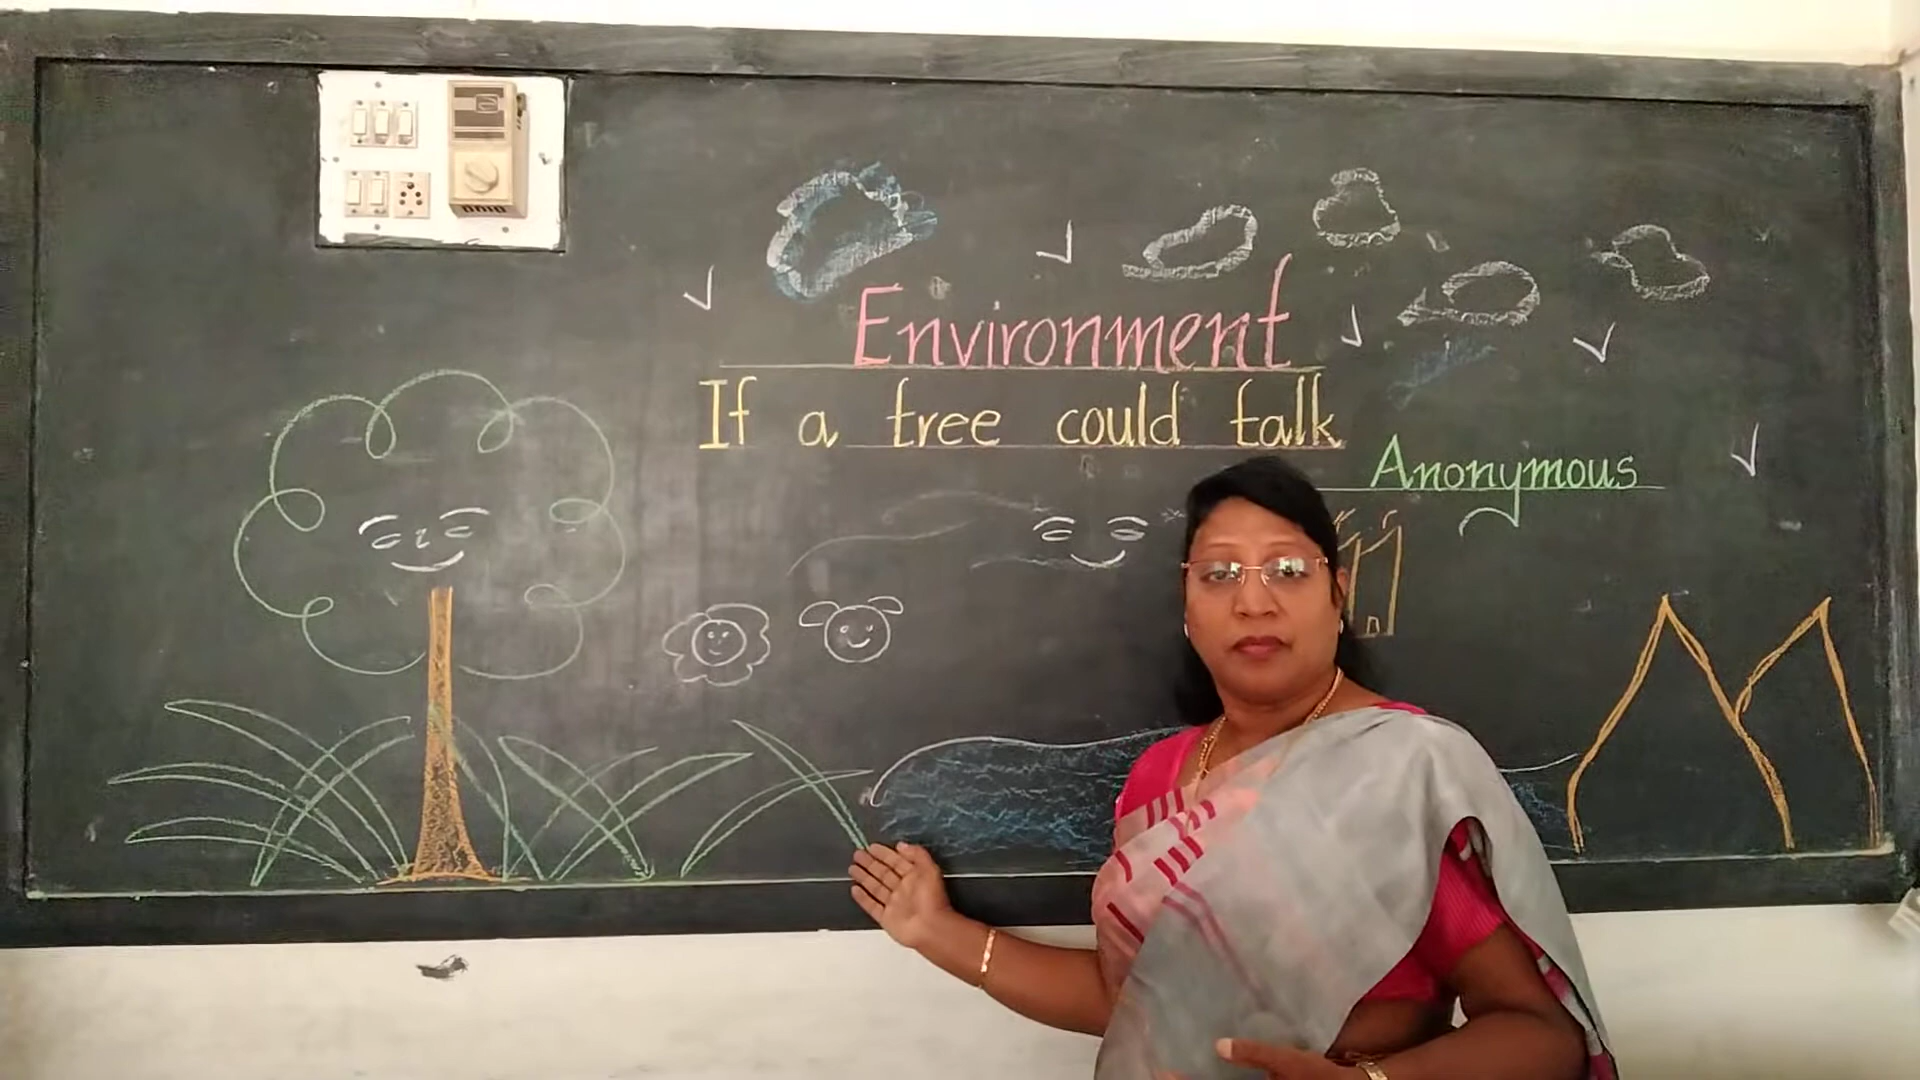 Environment
If a tree could talk
Anonymous